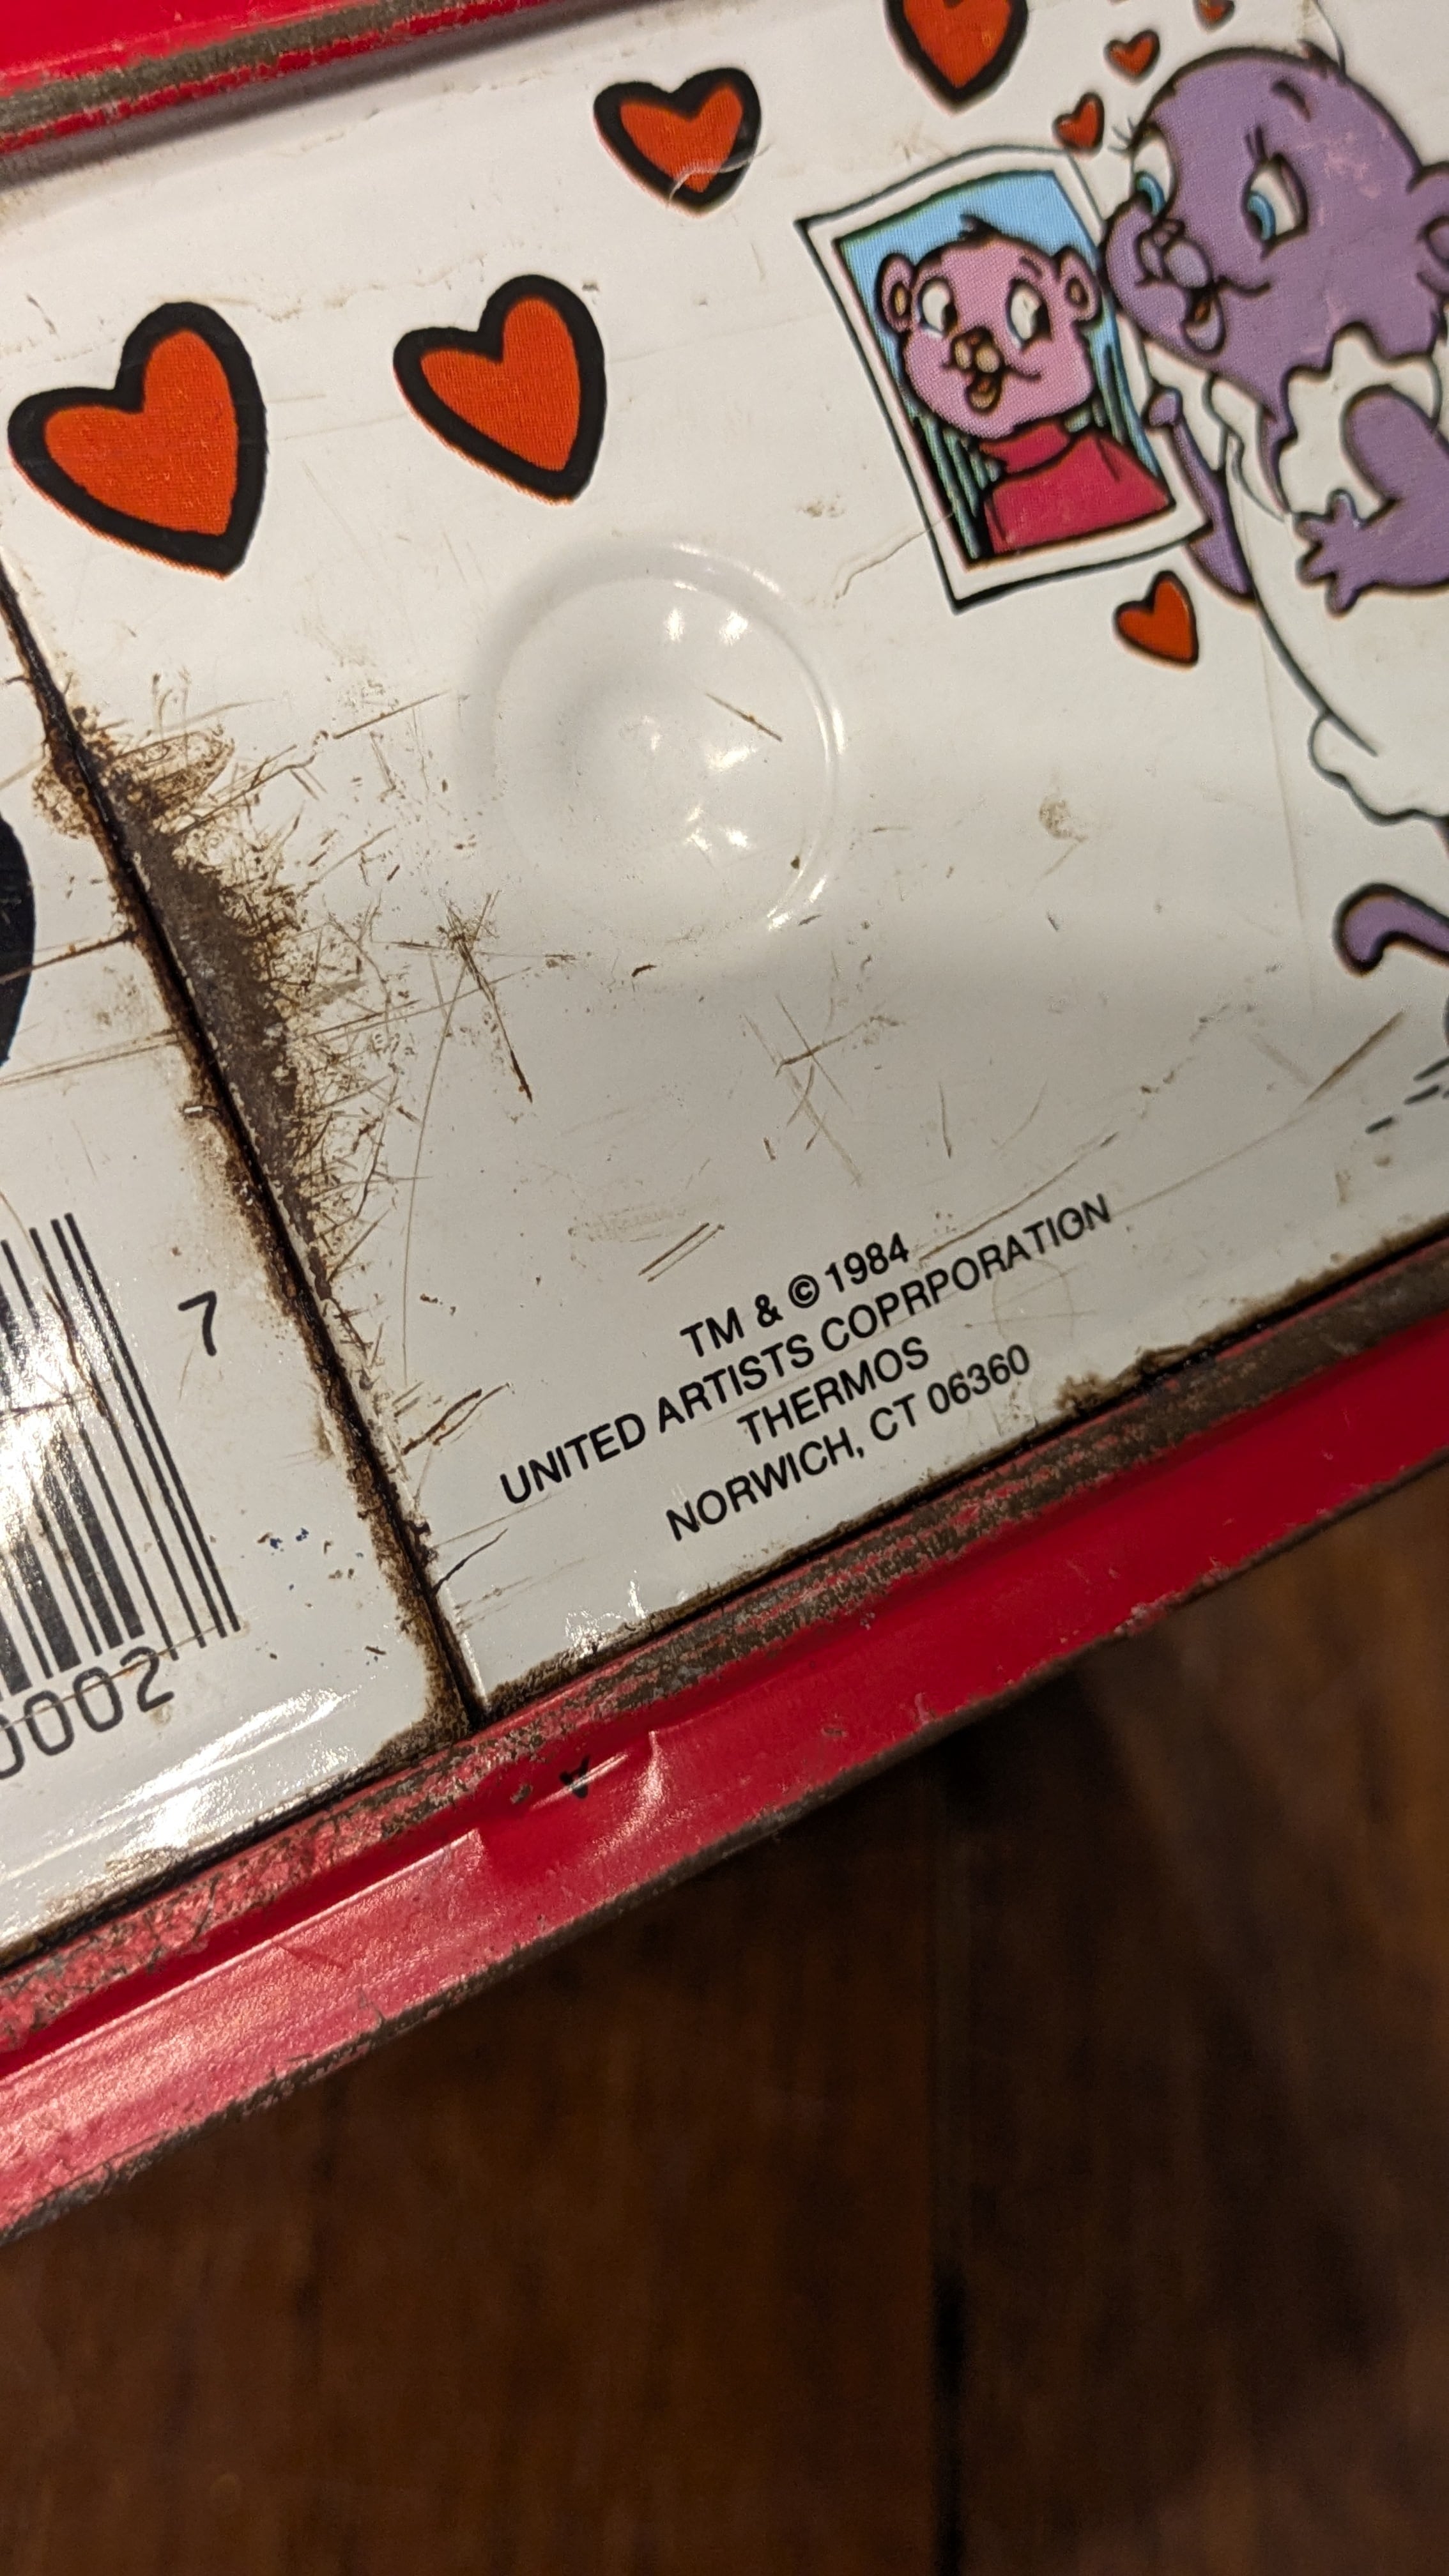 TM & © 1984
UNITED ARTISTS COPRPORATION
THERMOS
NORWICH, CT 06360
7
0002